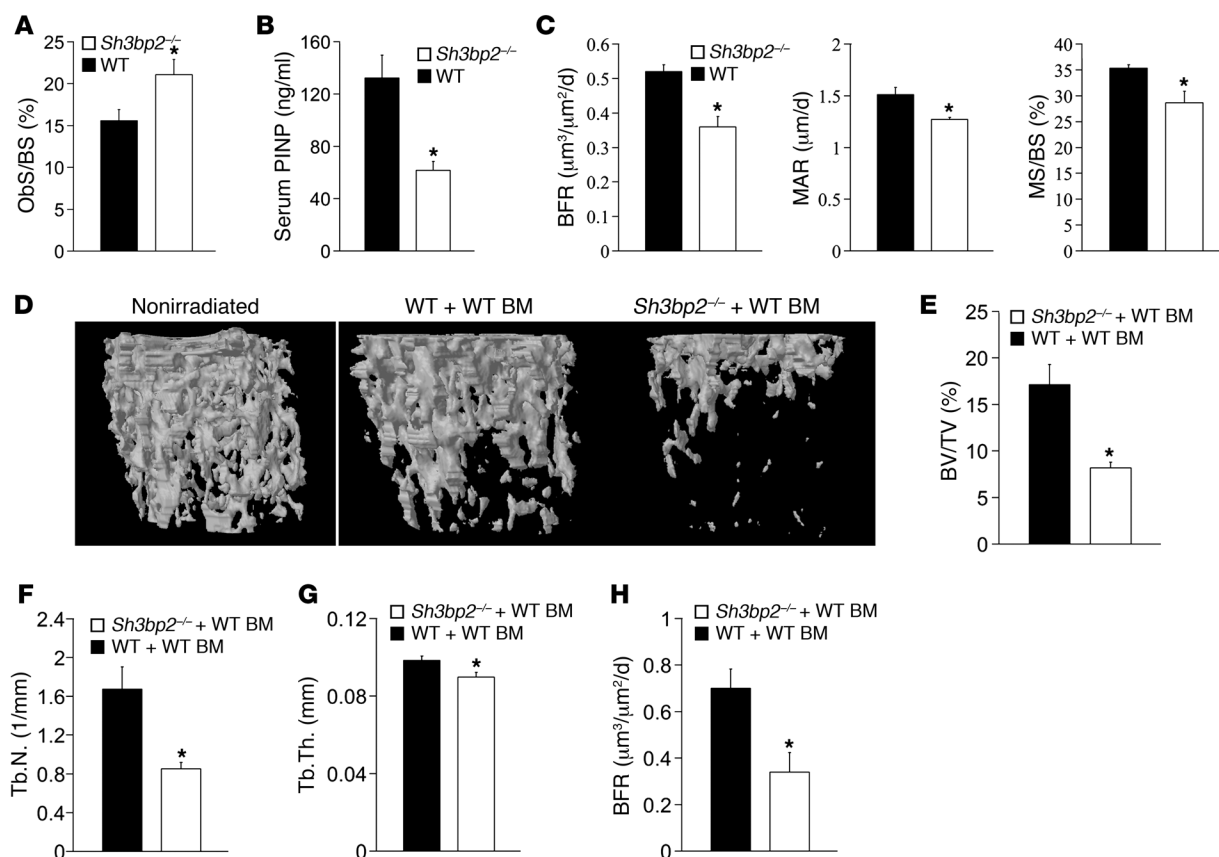 A
Sh3bp2–/–
WT
ObS/BS (%)
25
20
15
10
5
0
*
B
Sh3bp2–/–
WT
Serum PINP (ng/ml)
160
120
80
40
0
*
C
Sh3bp2–/–
WT
BFR (μm3/μm2/d)
0.6
0.5
0.4
0.3
0.2
0.1
0
*
MAR (μm/d)
2
1.5
1
0.5
0
*
MS/BS (%)
40
35
30
25
20
15
10
5
0
*
D
Nonirradiated
WT + WT BM
Sh3bp2–/– + WT BM
E
Sh3bp2–/– + WT BM
WT + WT BM
BV/TV (%)
25
20
15
10
5
0
*
F
Sh3bp2–/– + WT BM
WT + WT BM
Tb.N. (1/mm)
2.4
2
1.6
1.2
0.8
0.4
0
*
G
Sh3bp2–/– + WT BM
WT + WT BM
Tb.Th. (mm)
0.12
0.08
0.04
0
*
H
Sh3bp2–/– + WT BM
WT + WT BM
BFR (μm3/μm2/d)
1
0.8
0.6
0.4
0.2
0
*